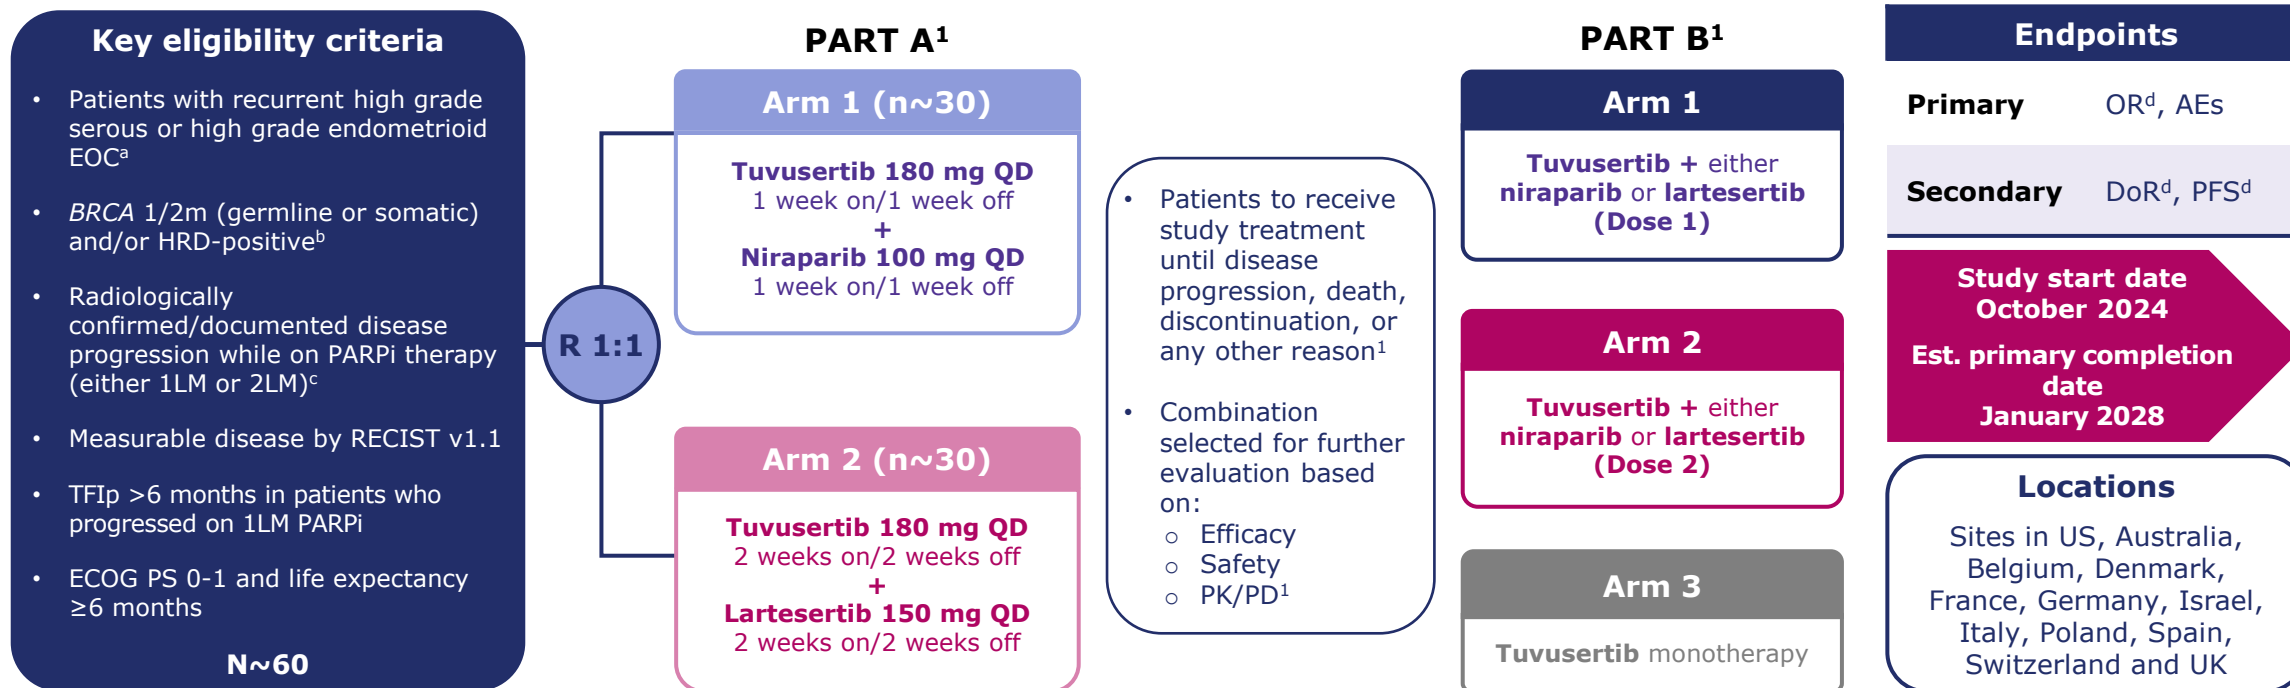 Key eligibility criteria
• Patients with recurrent high grade
serous or high grade endometrioid
EOCᵃ
• BRCA 1/2m (germline or somatic)
and/or HRD-positiveᵇ
• Radiologically
confirmed/documented disease
progression while on PARPi therapy
(either 1LM or 2LM)ᶜ
• Measurable disease by RECIST v1.1
• TFIp >6 months in patients who
progressed on 1LM PARPi
• ECOG PS 0-1 and life expectancy
≥6 months
N~60
R 1:1
PART A¹
Arm 1 (n~30)
Tuvusertib 180 mg QD
1 week on/1 week off
+
Niraparib 100 mg QD
1 week on/1 week off
Arm 2 (n~30)
Tuvusertib 180 mg QD
2 weeks on/2 weeks off
+
Lartesertib 150 mg QD
2 weeks on/2 weeks off
• Patients to receive
study treatment
until disease
progression, death,
discontinuation, or
any other reason¹
• Combination
selected for further
evaluation based
on:
o Efficacy
o Safety
o PK/PD¹
PART B¹
Arm 1
Tuvusertib + either
niraparib or lartesertib
(Dose 1)
Arm 2
Tuvusertib + either
niraparib or lartesertib
(Dose 2)
Arm 3
Tuvusertib monotherapy
Endpoints
Primary ORᵈ, AEs
Secondary DoRᵈ, PFSᵈ
Study start date
October 2024
Est. primary completion
date
January 2028
Locations
Sites in US, Australia,
Belgium, Denmark,
France, Germany, Israel,
Italy, Poland, Spain,
Switzerland and UK